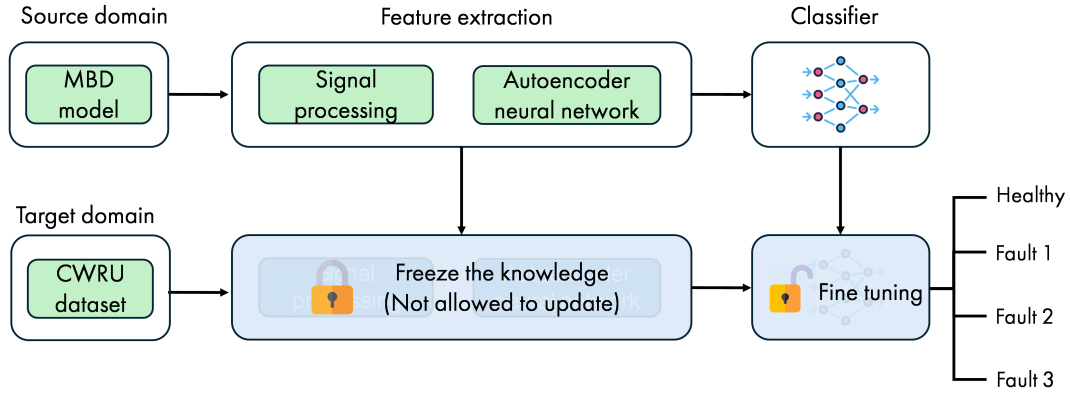 Source domain
Feature extraction
Classifier
MBD
model
Signal
processing
Autoencoder
neural network
Target domain
CWRU
dataset
Freeze the knowledge
(Not allowed to update)
Fine tuning
Healthy
Fault 1
Fault 2
Fault 3